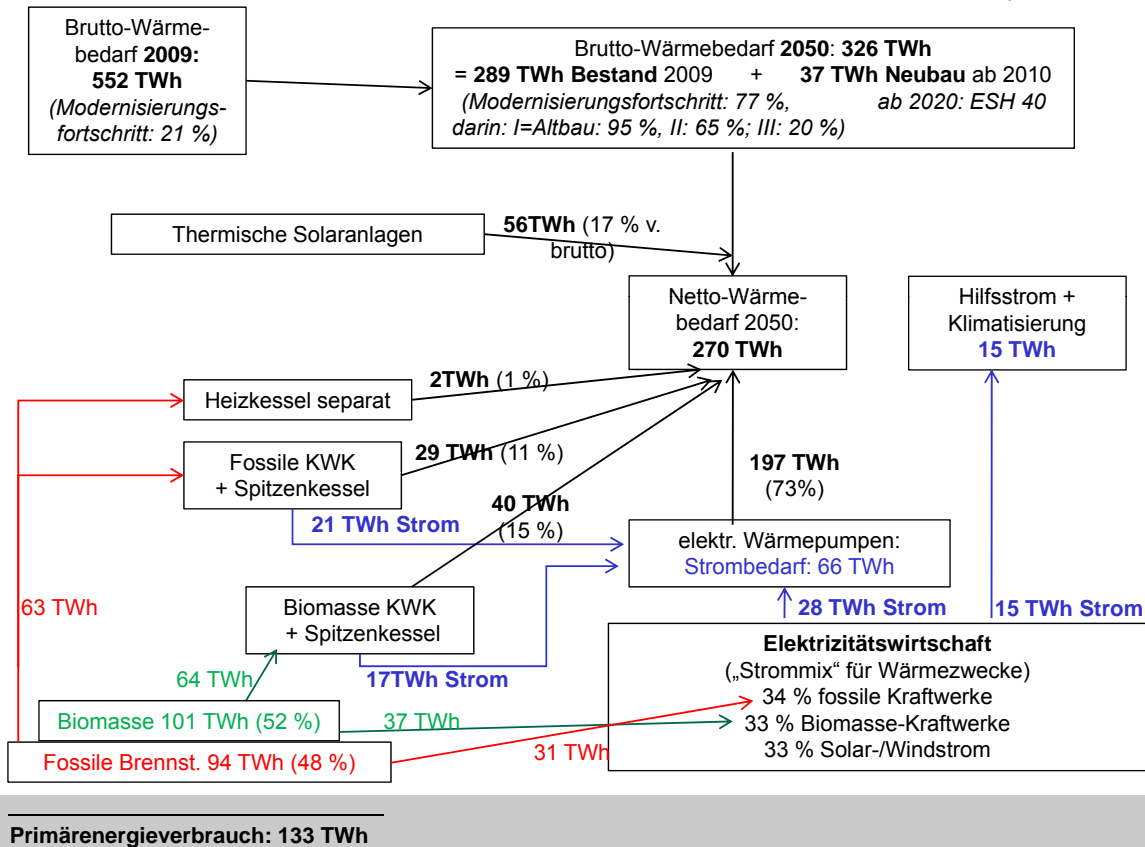 Brutto-Wärme-
bedarf 2009:
552 TWh
(Modernisierungs-
fortschritt: 21 %)
Brutto-Wärmebedarf 2050: 326 TWh
= 289 TWh Bestand 2009 + 37 TWh Neubau ab 2010
(Modernisierungsfortschritt: 77 %, ab 2020: ESH 40
darin: I=Altbau: 95 %, II: 65 %; III: 20 %)
Thermische Solaranlagen
56TWh (17 % v.
brutto)
Netto-Wärme-
bedarf 2050:
270 TWh
Hilfsstrom +
Klimatisierung
15 TWh
Heizkessel separat
2TWh (1 %)
Fossile KWK
+ Spitzenkessel
29 TWh (11 %)
21 TWh Strom
40 TWh
(15 %)
197 TWh
(73%)
elektr. Wärmepumpen:
Strombedarf: 66 TWh
63 TWh
Biomasse KWK
+ Spitzenkessel
28 TWh Strom
15 TWh Strom
64 TWh
17TWh Strom
Elektrizitätswirtschaft
(„Strommix“ für Wärmezwecke)
34 % fossile Kraftwerke
33 % Biomasse-Kraftwerke
33 % Solar-/Windstrom
Biomasse 101 TWh (52 %)
37 TWh
Fossile Brennst. 94 TWh (48 %)
31 TWh
Primärenergieverbrauch: 133 TWh